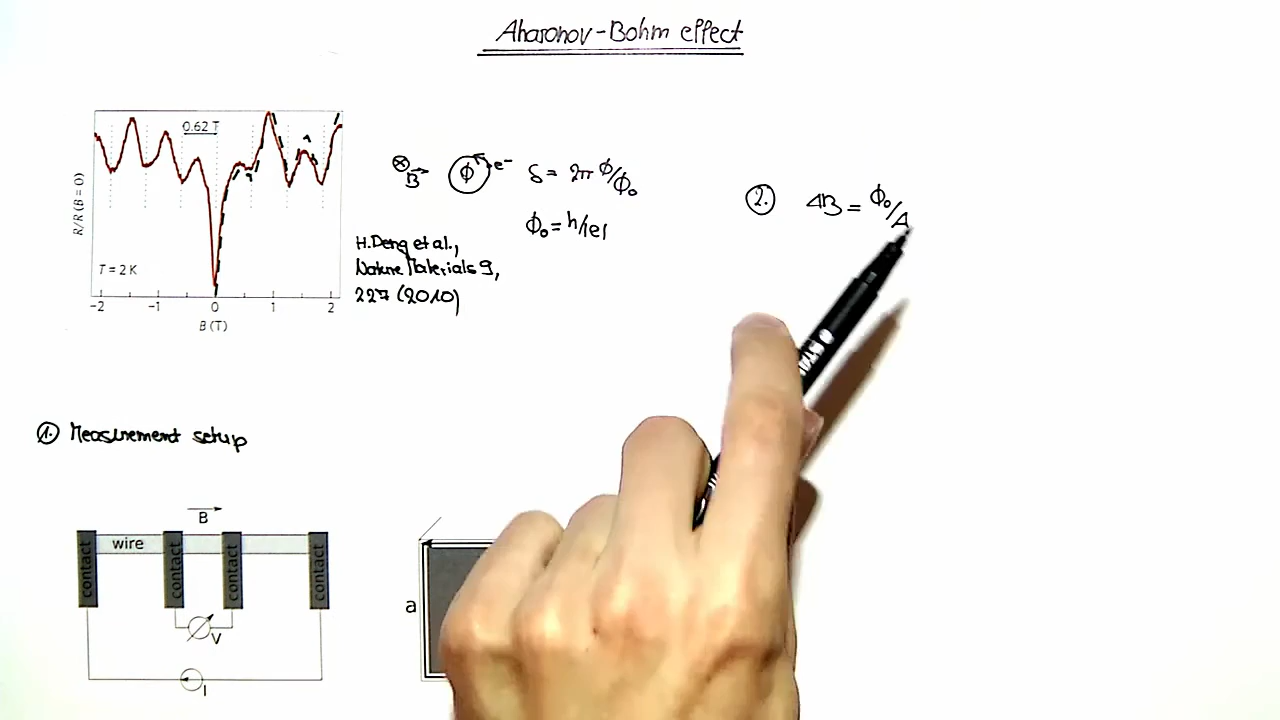 Aharonov-Bohm effect
0.62 T
R/R (B = 0)
T = 2 K
-2 -1 0 1 2
B (T)
⊗ B Φ e⁻ δ = 2π Φ/Φ₀
Φ₀ = h/|e|
H. Deng et al.,
Nature Materials 9,
227 (2010)
2. ΔB = Φ₀/A
1. Measurement setup
B
contact wire contact contact contact
V
I
a